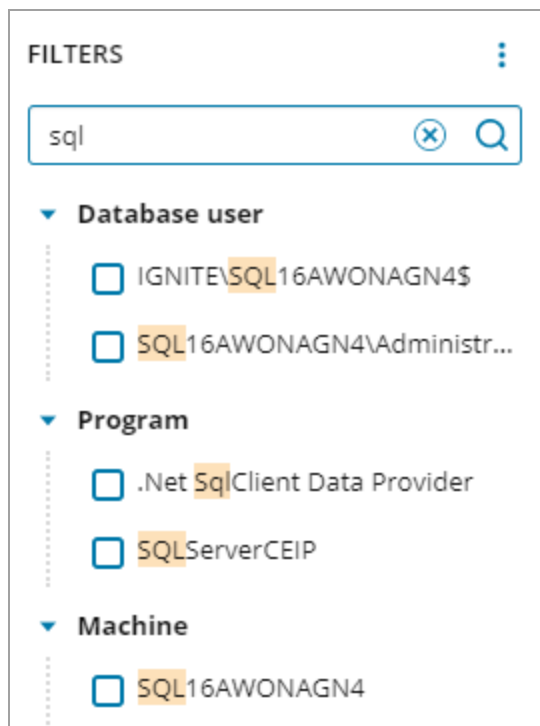 FILTERS
sql
Database user
IGNITE\SQL16AWONAGN4$
SQL16AWONAGN4\Administr...
Program
.Net SqlClient Data Provider
SQLServerCEIP
Machine
SQL16AWONAGN4